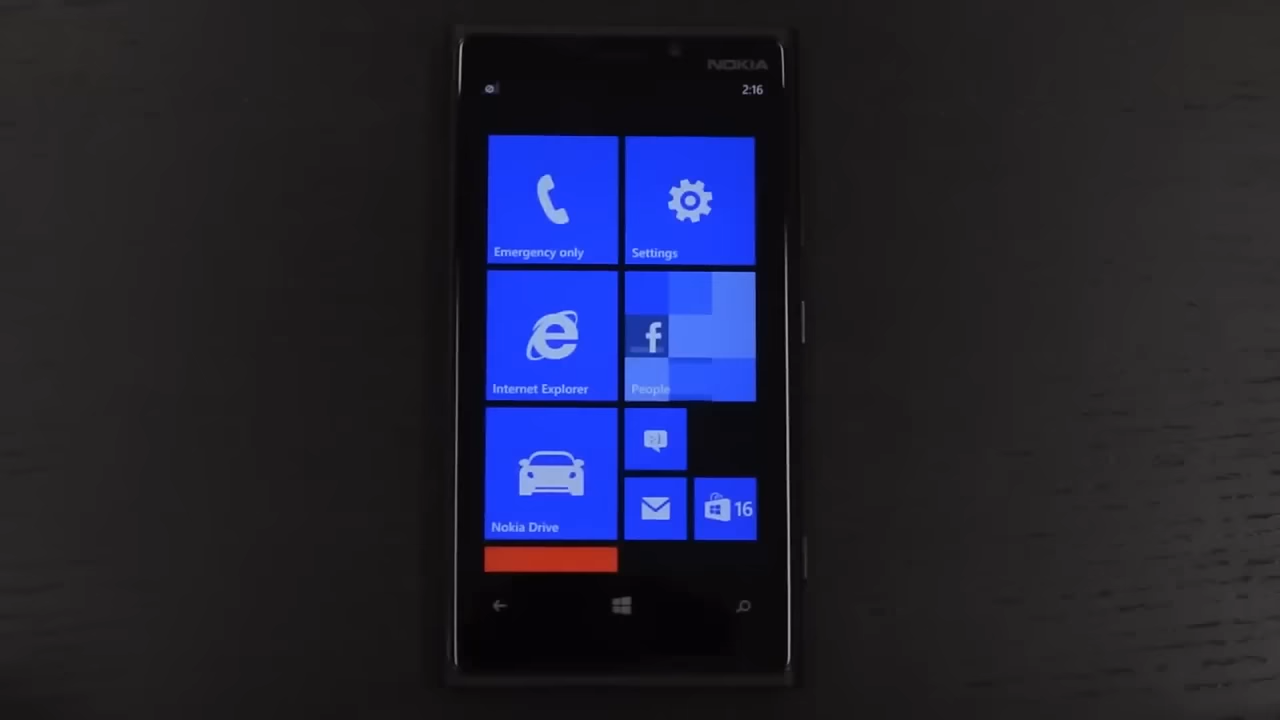 NOKIA
2:16
Emergency only
Settings
Internet Explorer
f
People
:)
Nokia Drive
16